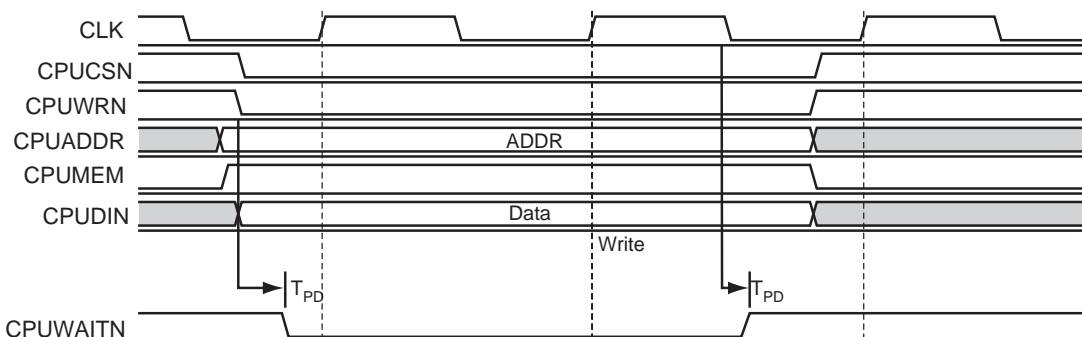 CLK
CPUCSN
CPUWRN
CPUADDR
ADDR
CPUMEM
CPUDIN
Data
Write
TPD
TPD
CPUWAITN